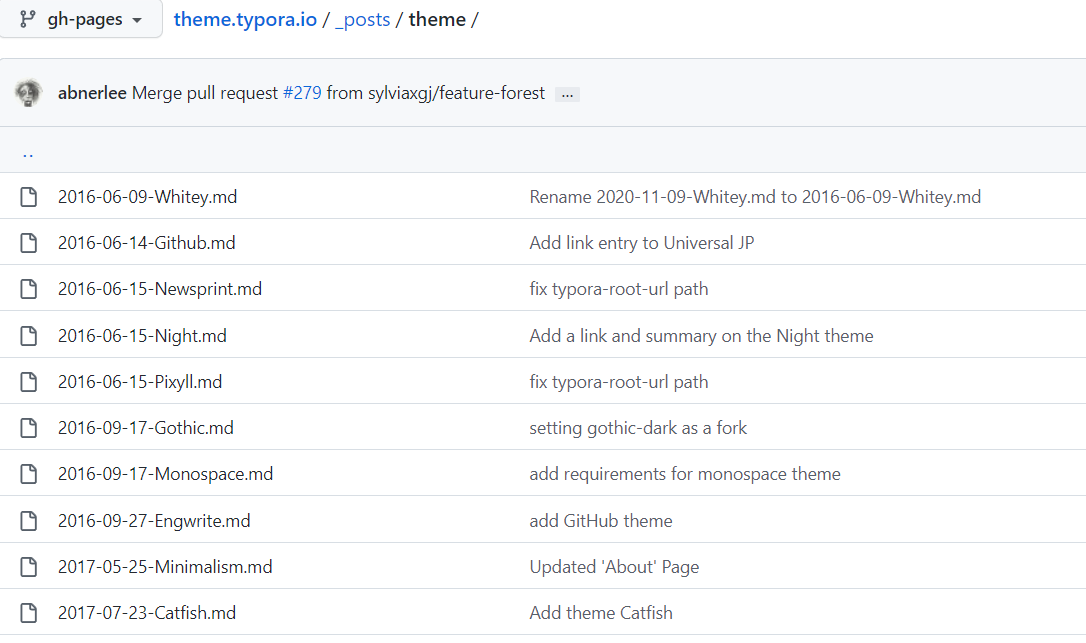 gh-pages theme.typora.io / _posts / theme /
abnerlee Merge pull request #279 from sylviaxgj/feature-forest ...
..
2016-06-09-Whitey.md Rename 2020-11-09-Whitey.md to 2016-06-09-Whitey.md
2016-06-14-Github.md Add link entry to Universal JP
2016-06-15-Newsprint.md fix typora-root-url path
2016-06-15-Night.md Add a link and summary on the Night theme
2016-06-15-Pixyll.md fix typora-root-url path
2016-09-17-Gothic.md setting gothic-dark as a fork
2016-09-17-Monospace.md add requirements for monospace theme
2016-09-27-Engwrite.md add GitHub theme
2017-05-25-Minimalism.md Updated 'About' Page
2017-07-23-Catfish.md Add theme Catfish